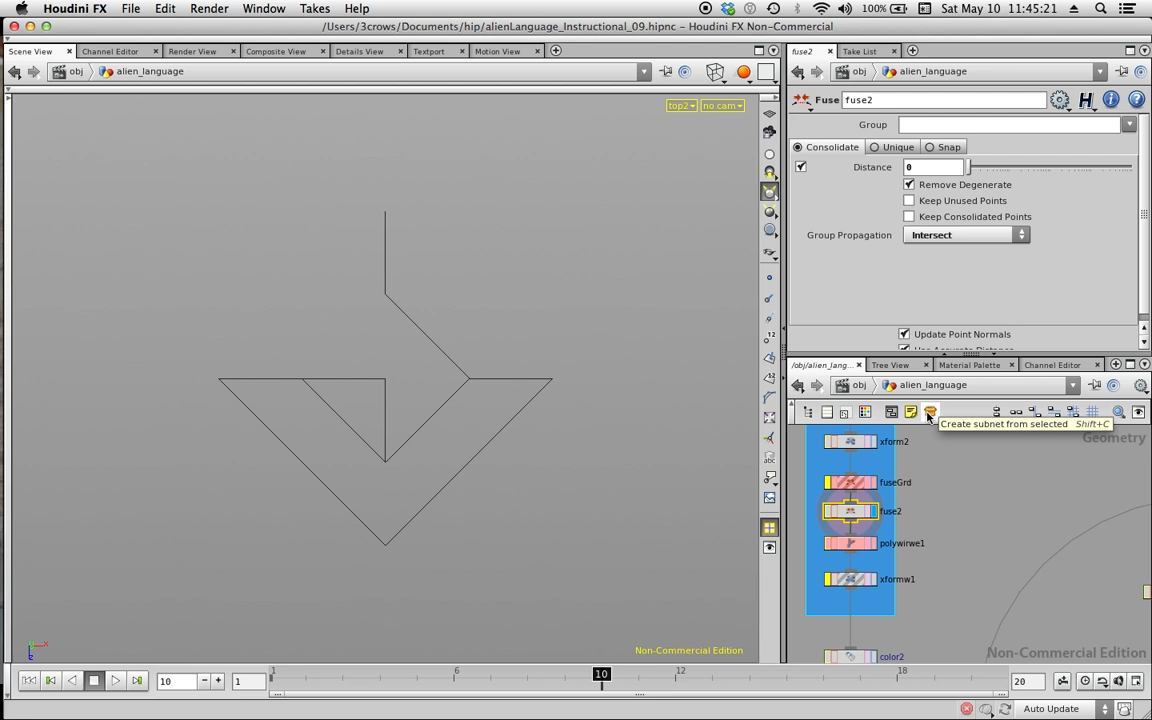 Houdini FX File Edit Render Window Takes Help 100% Sat May 10 11:45:21
/Users/3crows/Documents/hip/alienLanguage_Instructional_09.hipnc - Houdini FX Non-Commercial
Scene View Channel Editor Render View Composite View Details View Textport Motion View
obj alien_language
top2 no cam
Non-Commercial Edition
fuse2 Take List
obj alien_language
Fuse fuse2
Group
Consolidate Unique Snap
Distance 0
Remove Degenerate
Keep Unused Points
Keep Consolidated Points
Group Propagation Intersect
Update Point Normals
/obj/alien_lang... Tree View Material Palette Channel Editor
obj alien_language
Create subnet from selected Shift+C
Geometry
xform2
fuseGrd
fuse2
polywirwe1
xformw1
color2
Non-Commercial Edition
10 1 1 6 10 12 18 20
Auto Update